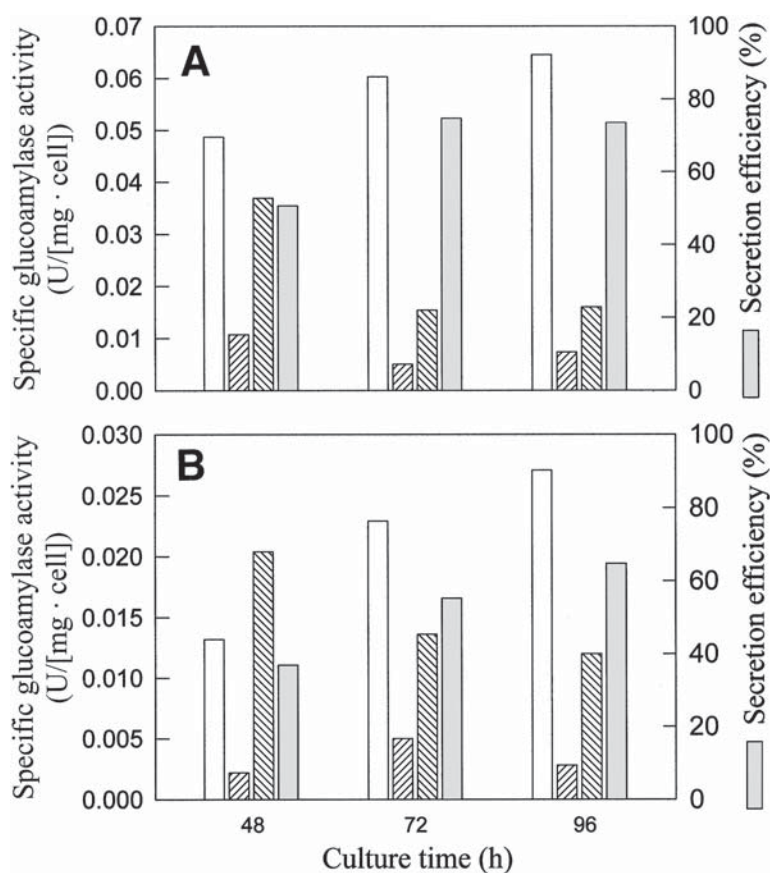 A
Specific glucoamylase activity
(U/[mg · cell])
0.07
0.06
0.05
0.04
0.03
0.02
0.01
0.00
100
80
60
40
20
0
Secretion efficiency (%)
B
Specific glucoamylase activity
(U/[mg · cell])
0.030
0.025
0.020
0.015
0.010
0.005
0.000
100
80
60
40
20
0
Secretion efficiency (%)
48 72 96
Culture time (h)